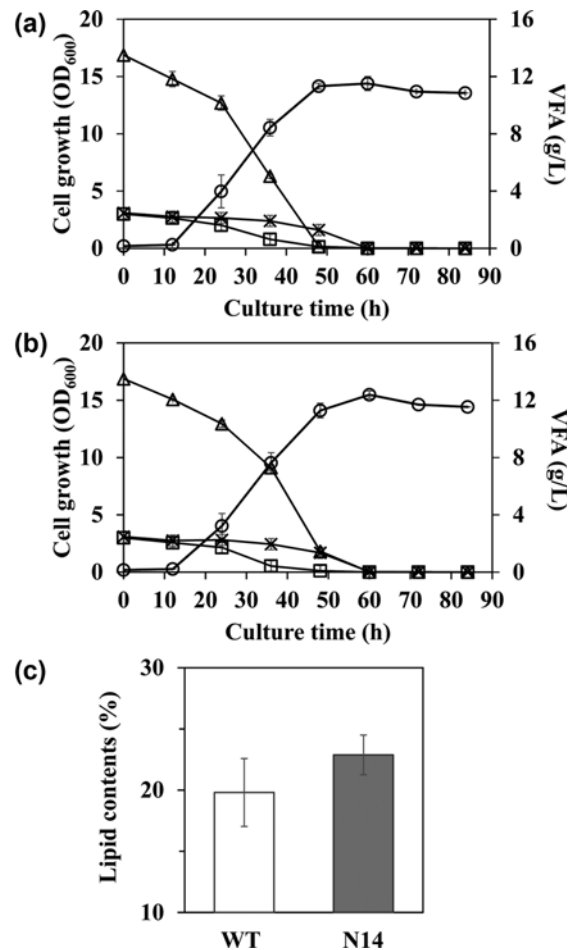 (a)
20 16
15 12
10 8
5 4
0 0
Cell growth (OD600)
VFA (g/L)
0 10 20 30 40 50 60 70 80 90
Culture time (h)
(b)
20 16
15 12
10 8
5 4
0 0
Cell growth (OD600)
VFA (g/L)
0 10 20 30 40 50 60 70 80 90
Culture time (h)
(c)
30
20
10
Lipid contents (%)
WT N14